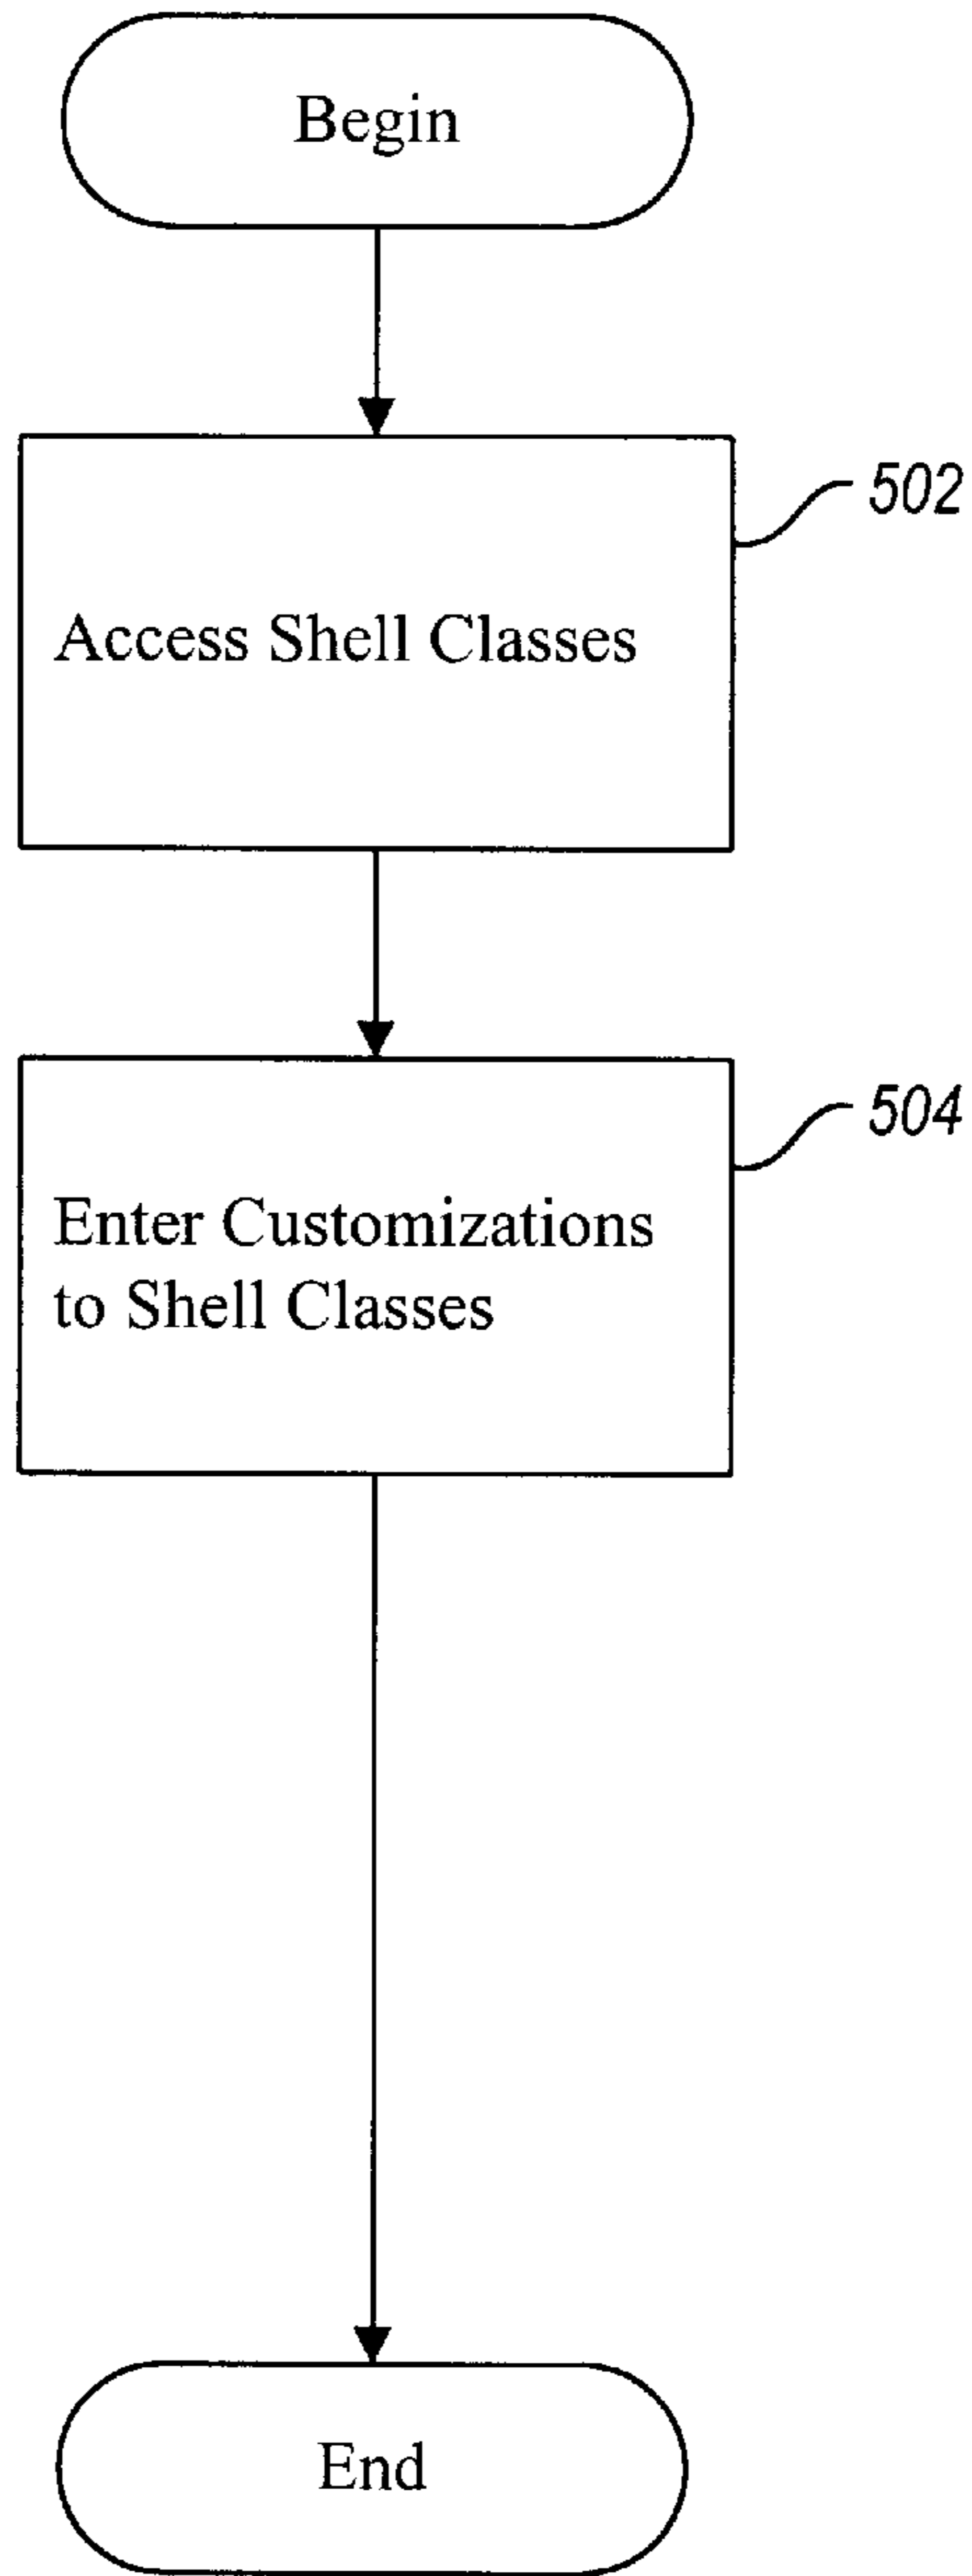 Begin
502
Access Shell Classes
504
Enter Customizations
to Shell Classes
End